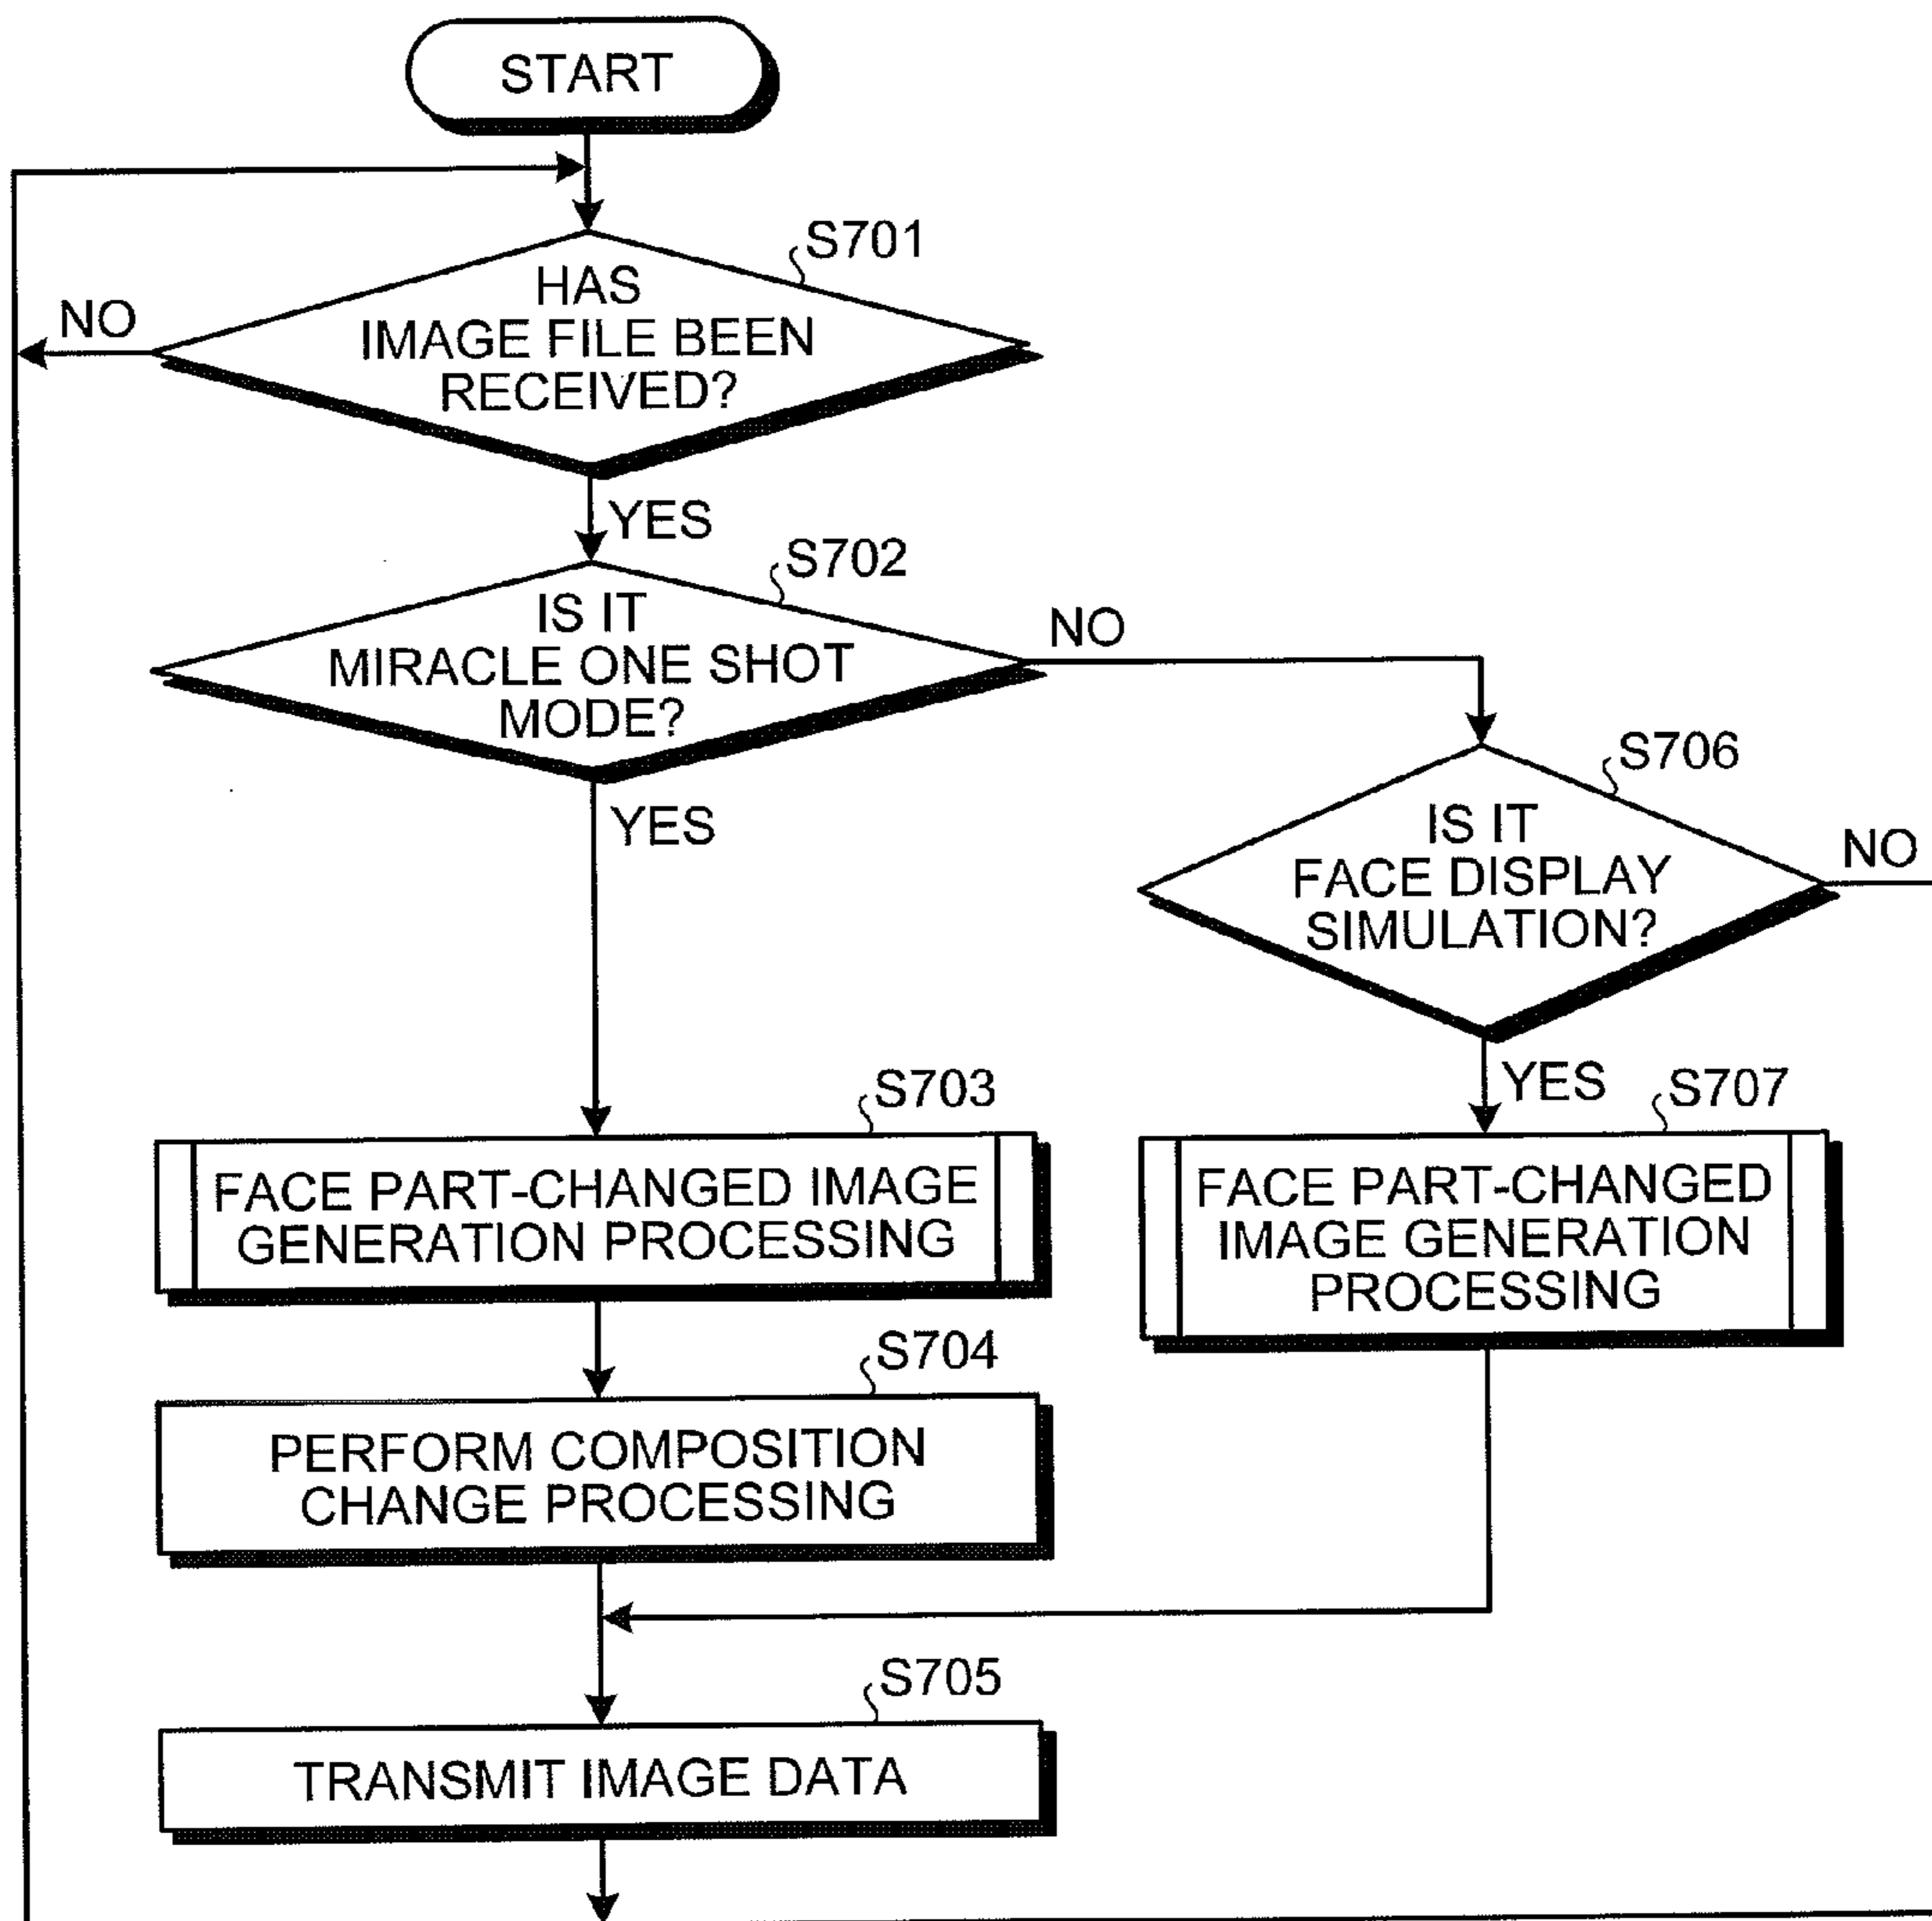 START
S701
HAS
IMAGE FILE BEEN
RECEIVED?
NO
YES
S702
IS IT
MIRACLE ONE SHOT
MODE?
NO
YES
S706
IS IT
FACE DISPLAY
SIMULATION?
NO
YES
S703
FACE PART-CHANGED IMAGE
GENERATION PROCESSING
S707
FACE PART-CHANGED
IMAGE GENERATION
PROCESSING
S704
PERFORM COMPOSITION
CHANGE PROCESSING
S705
TRANSMIT IMAGE DATA